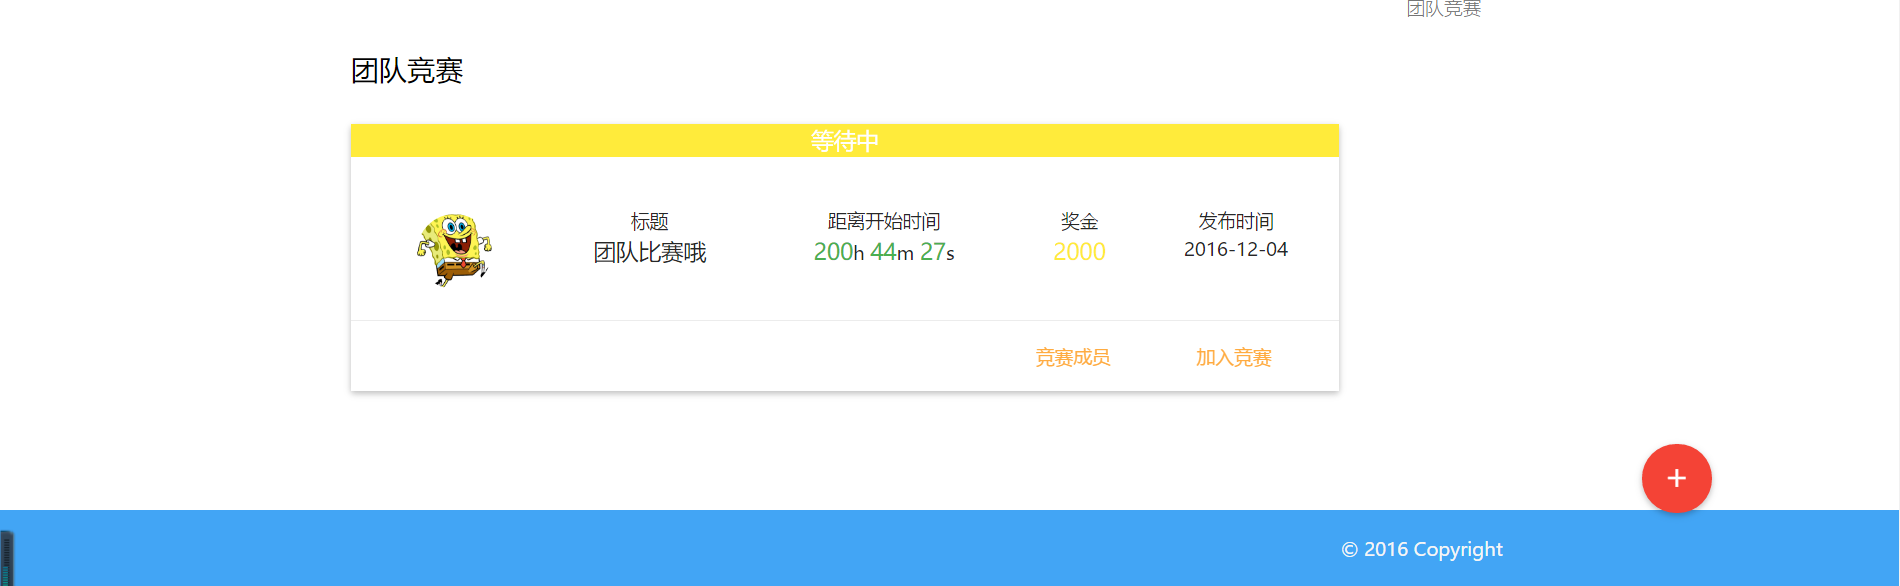 团队竞赛
团队竞赛
等待中
标题
团队比赛哦
距离开始时间
200h 44m 27s
奖金
2000
发布时间
2016-12-04
竞赛成员 加入竞赛
+
© 2016 Copyright